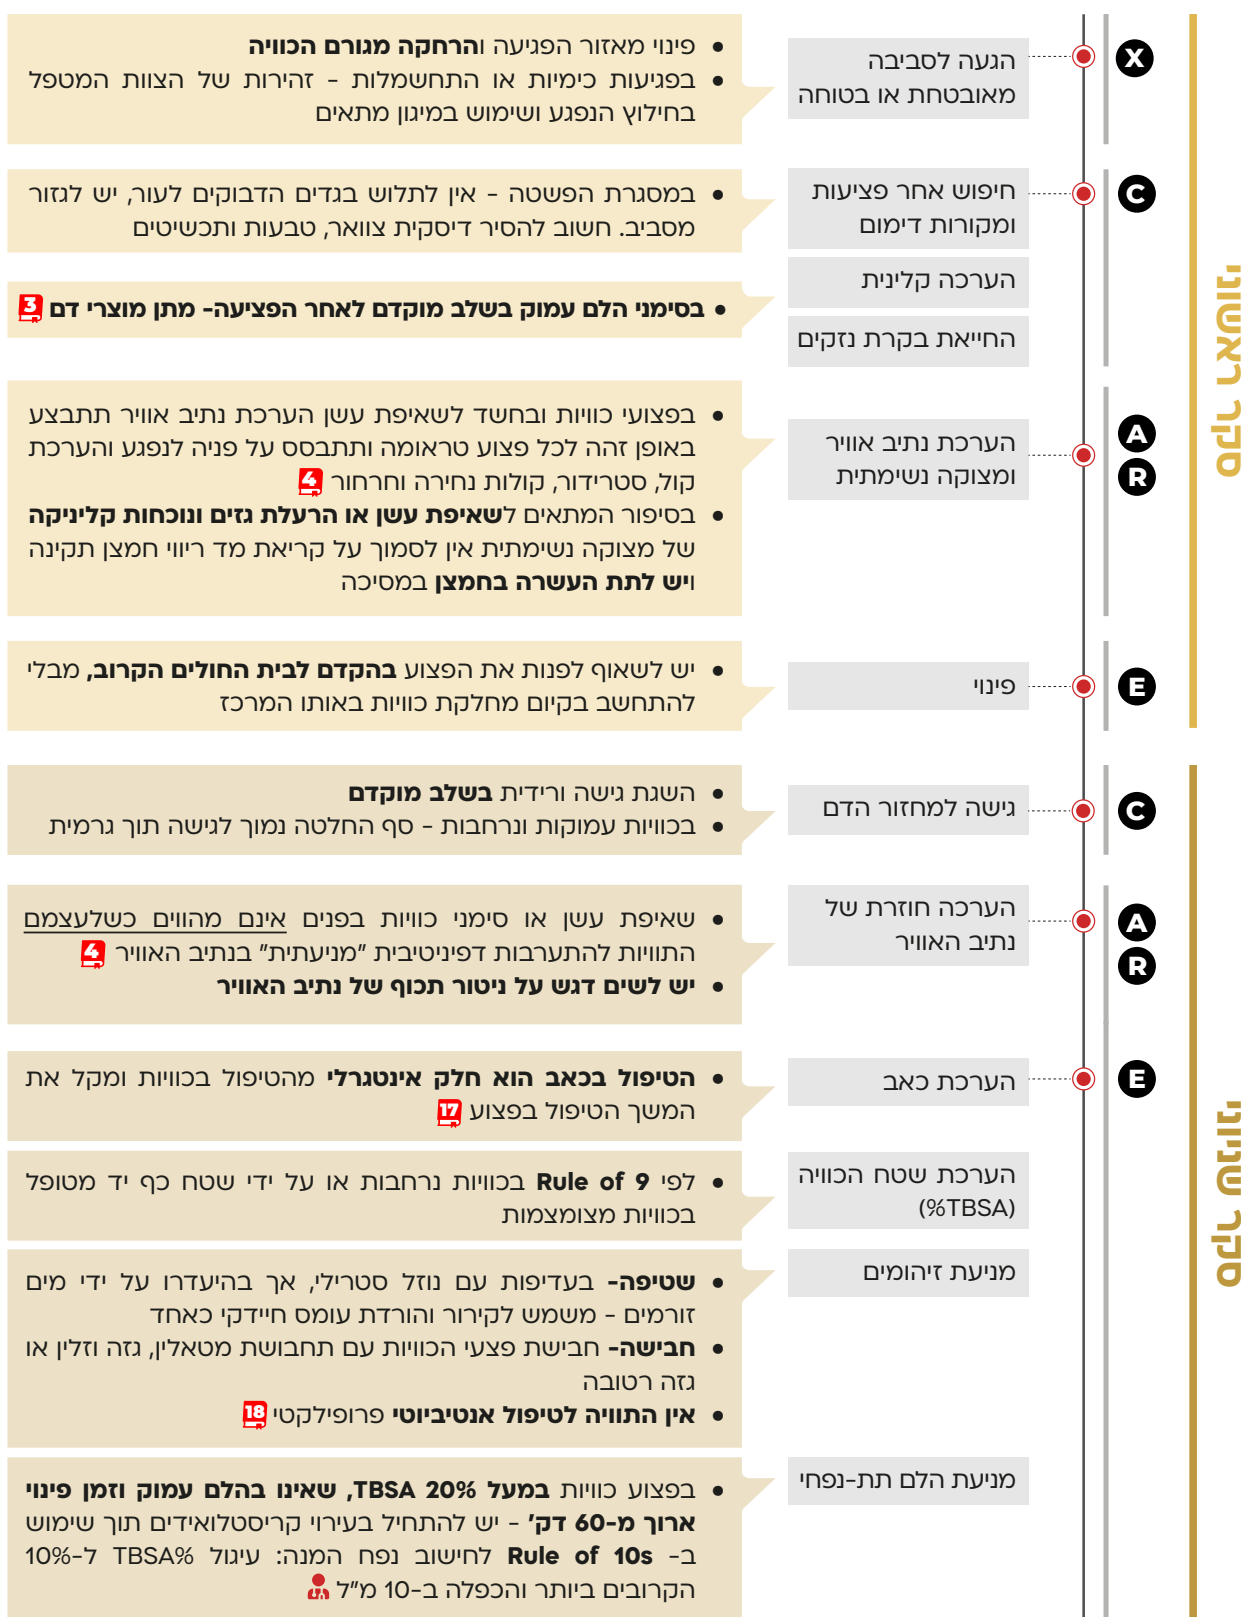 סקר ראשוני
X
הגעה לסביבה
מאובטחת או בטוחה
• פינוי מאזור הפגיעה והרחקה מגורם הכוויה
• בפגיעות כימיות או התחשמלות - זהירות של הצוות המטפל
בחילוץ הנפגע ושימוש במיגון מתאים
C
חיפוש אחר פציעות
ומקורות דימום
• במסגרת הפשטה - אין לתלוש בגדים הדבוקים לעור, יש לגזור
מסביב. חשוב להסיר דיסקית צוואר, טבעות ותכשיטים
הערכה קלינית
• בסימני הלם עמוק בשלב מוקדם לאחר הפציעה- מתן מוצרי דם 3
החייאת בקרת נזקים
A
R
הערכת נתיב אוויר
ומצוקה נשימתית
• בפצועי כוויות ובחשד לשאיפת עשן הערכת נתיב אוויר תתבצע
באופן זהה לכל פצוע טראומה ותתבסס על פניה לנפגע והערכת
קול, סטרידור, קולות נחירה וחרחור 4
• בסיפור המתאים לשאיפת עשן או הרעלת גזים ונוכחות קליניקה
של מצוקה נשימתית אין לסמוך על קריאת מד ריווי חמצן תקינה
ויש לתת העשרה בחמצן במסיכה
E
פינוי
• יש לשאוף לפנות את הפצוע בהקדם לבית החולים הקרוב, מבלי
להתחשב בקיום מחלקת כוויות באותו המרכז
סקר שניוני
C
גישה למחזור הדם
• השגת גישה ורידית בשלב מוקדם
• בכוויות עמוקות ונרחבות - סף החלטה נמוך לגישה תוך גרמית
A
R
הערכה חוזרת של
נתיב האוויר
• שאיפת עשן או סימני כוויות בפנים אינם מהווים כשלעצמם
התוויות להתערבות דפיניטיבית "מניעתית" בנתיב האוויר 4
• יש לשים דגש על ניטור תכוף של נתיב האוויר
E
הערכת כאב
• הטיפול בכאב הוא חלק אינטגרלי מהטיפול בכוויות ומקל את
המשך הטיפול בפצוע 17
הערכת שטח הכוויה
(%TBSA)
• לפי Rule of 9 בכוויות נרחבות או על ידי שטח כף יד מטופל
בכוויות מצומצמות
מניעת זיהומים
• שטיפה- בעדיפות עם נוזל סטרילי, אך בהיעדרו על ידי מים
זורמים - משמש לקירור והורדת עומס חיידקי כאחד
• חבישה- חבישת פצעי הכוויות עם תחבושת מטאלין, גזה וזלין או
גזה רטובה
• אין התוויה לטיפול אנטיביוטי פרופילקטי 18
מניעת הלם תת-נפחי
• בפצוע כוויות במעל 20% TBSA, שאינו בהלם עמוק וזמן פינוי
ארוך מ-60 דק' - יש להתחיל בעירוי קריסטלואידים תוך שימוש
ב- Rule of 10s לחישוב נפח המנה: עיגול %TBSA ל-10%
הקרובים ביותר והכפלה ב-10 מ"ל